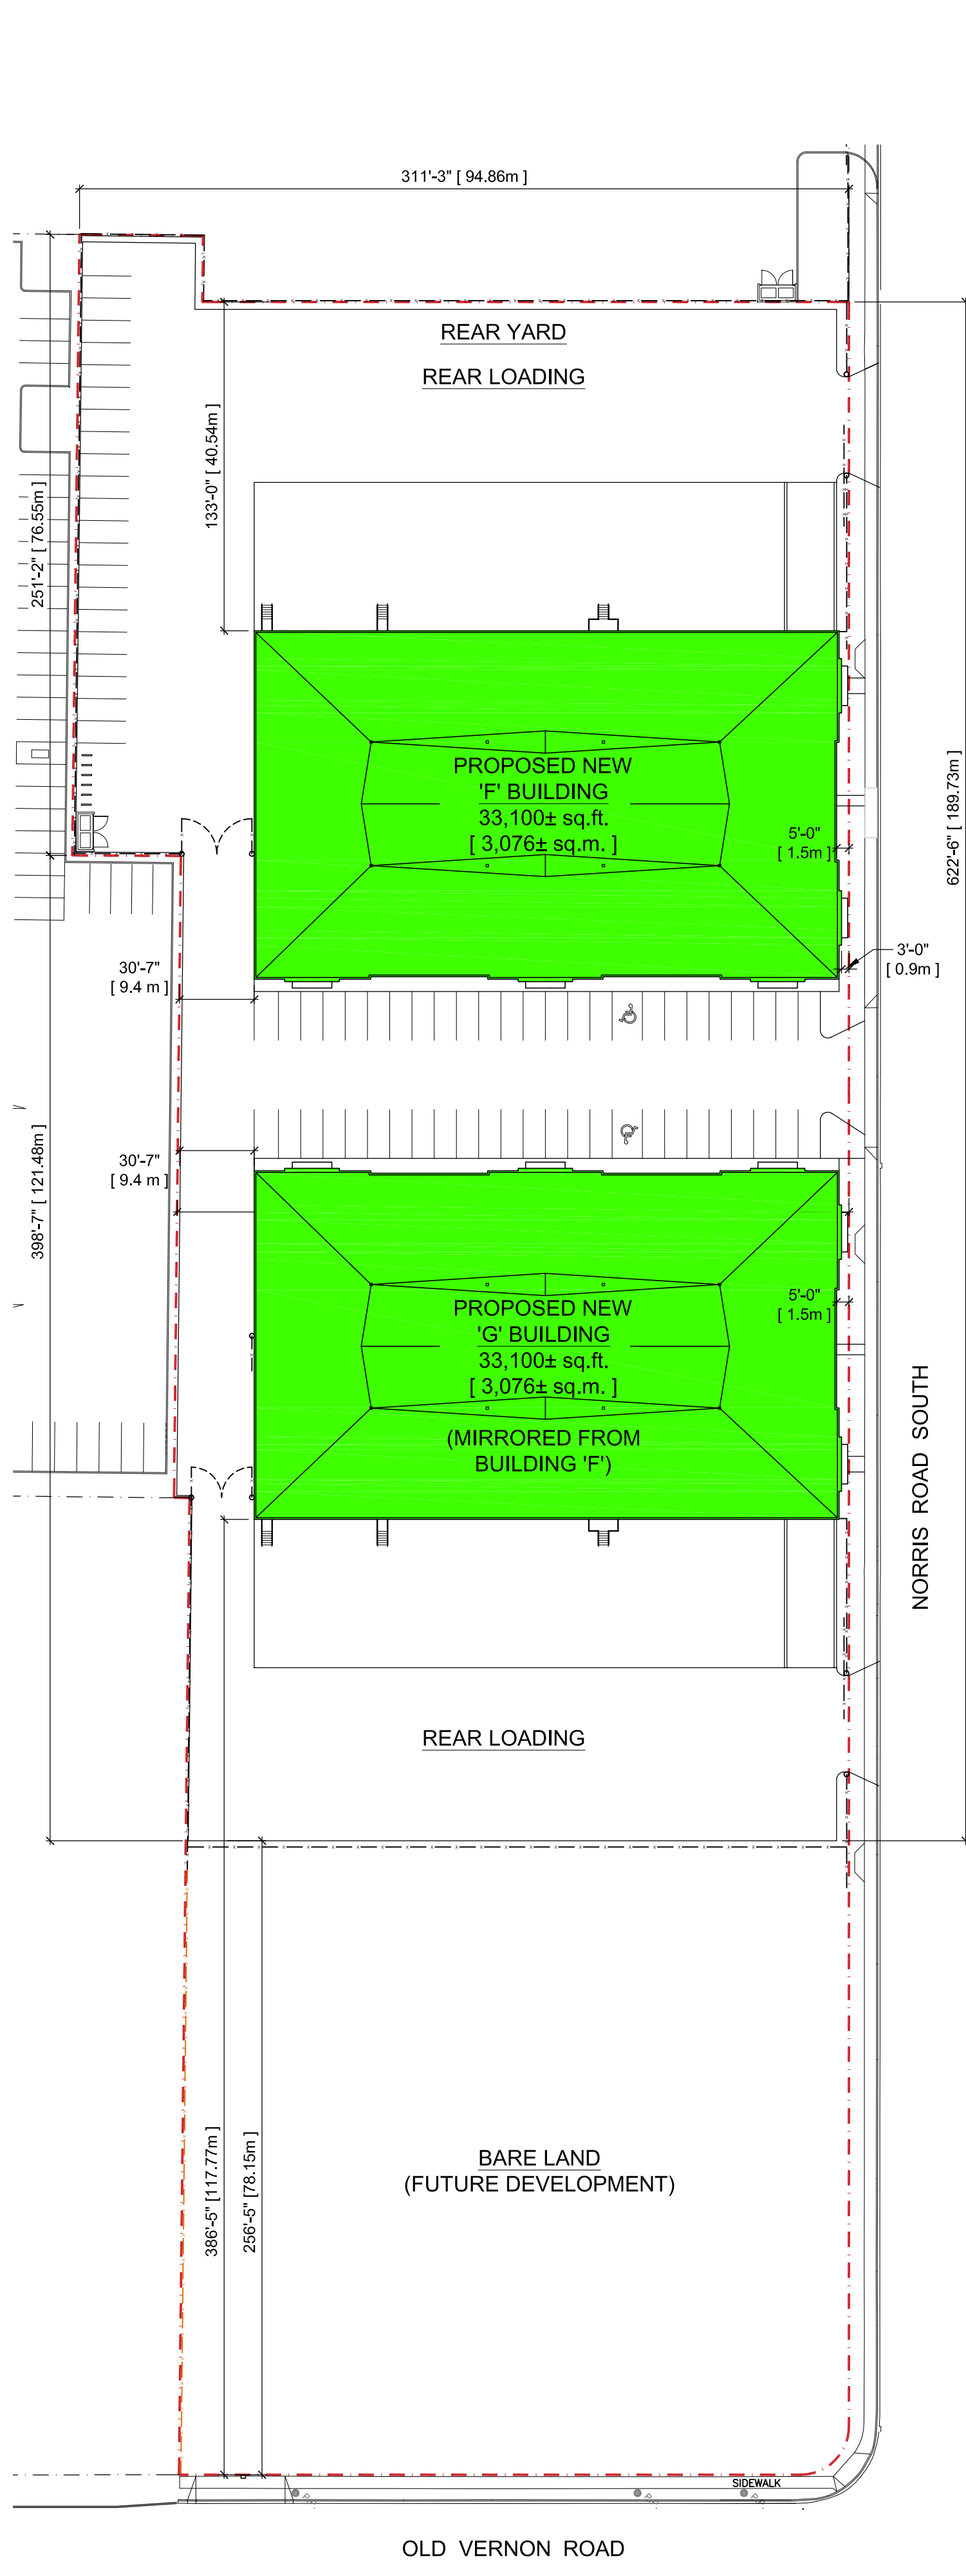 311'-3" [ 94.86m ]
REAR YARD
REAR LOADING
133'-0" [ 40.54m ]
251'-2" [ 76.55m ]
PROPOSED NEW
'F' BUILDING
33,100± sq.ft.
[ 3,076± sq.m. ]
5'-0"
[ 1.5m ]
622'-6" [ 189.73m ]
3'-0"
[ 0.9m ]
30'-7"
[ 9.4 m ]
30'-7"
[ 9.4 m ]
398'-7" [ 121.48m ]
5'-0"
[ 1.5m ]
PROPOSED NEW
'G' BUILDING
33,100± sq.ft.
[ 3,076± sq.m. ]
(MIRRORED FROM
BUILDING 'F')
NORRIS ROAD SOUTH
REAR LOADING
386'-5" [117.77m ]
256'-5" [78.15m ]
BARE LAND
(FUTURE DEVELOPMENT)
SIDEWALK
OLD VERNON ROAD